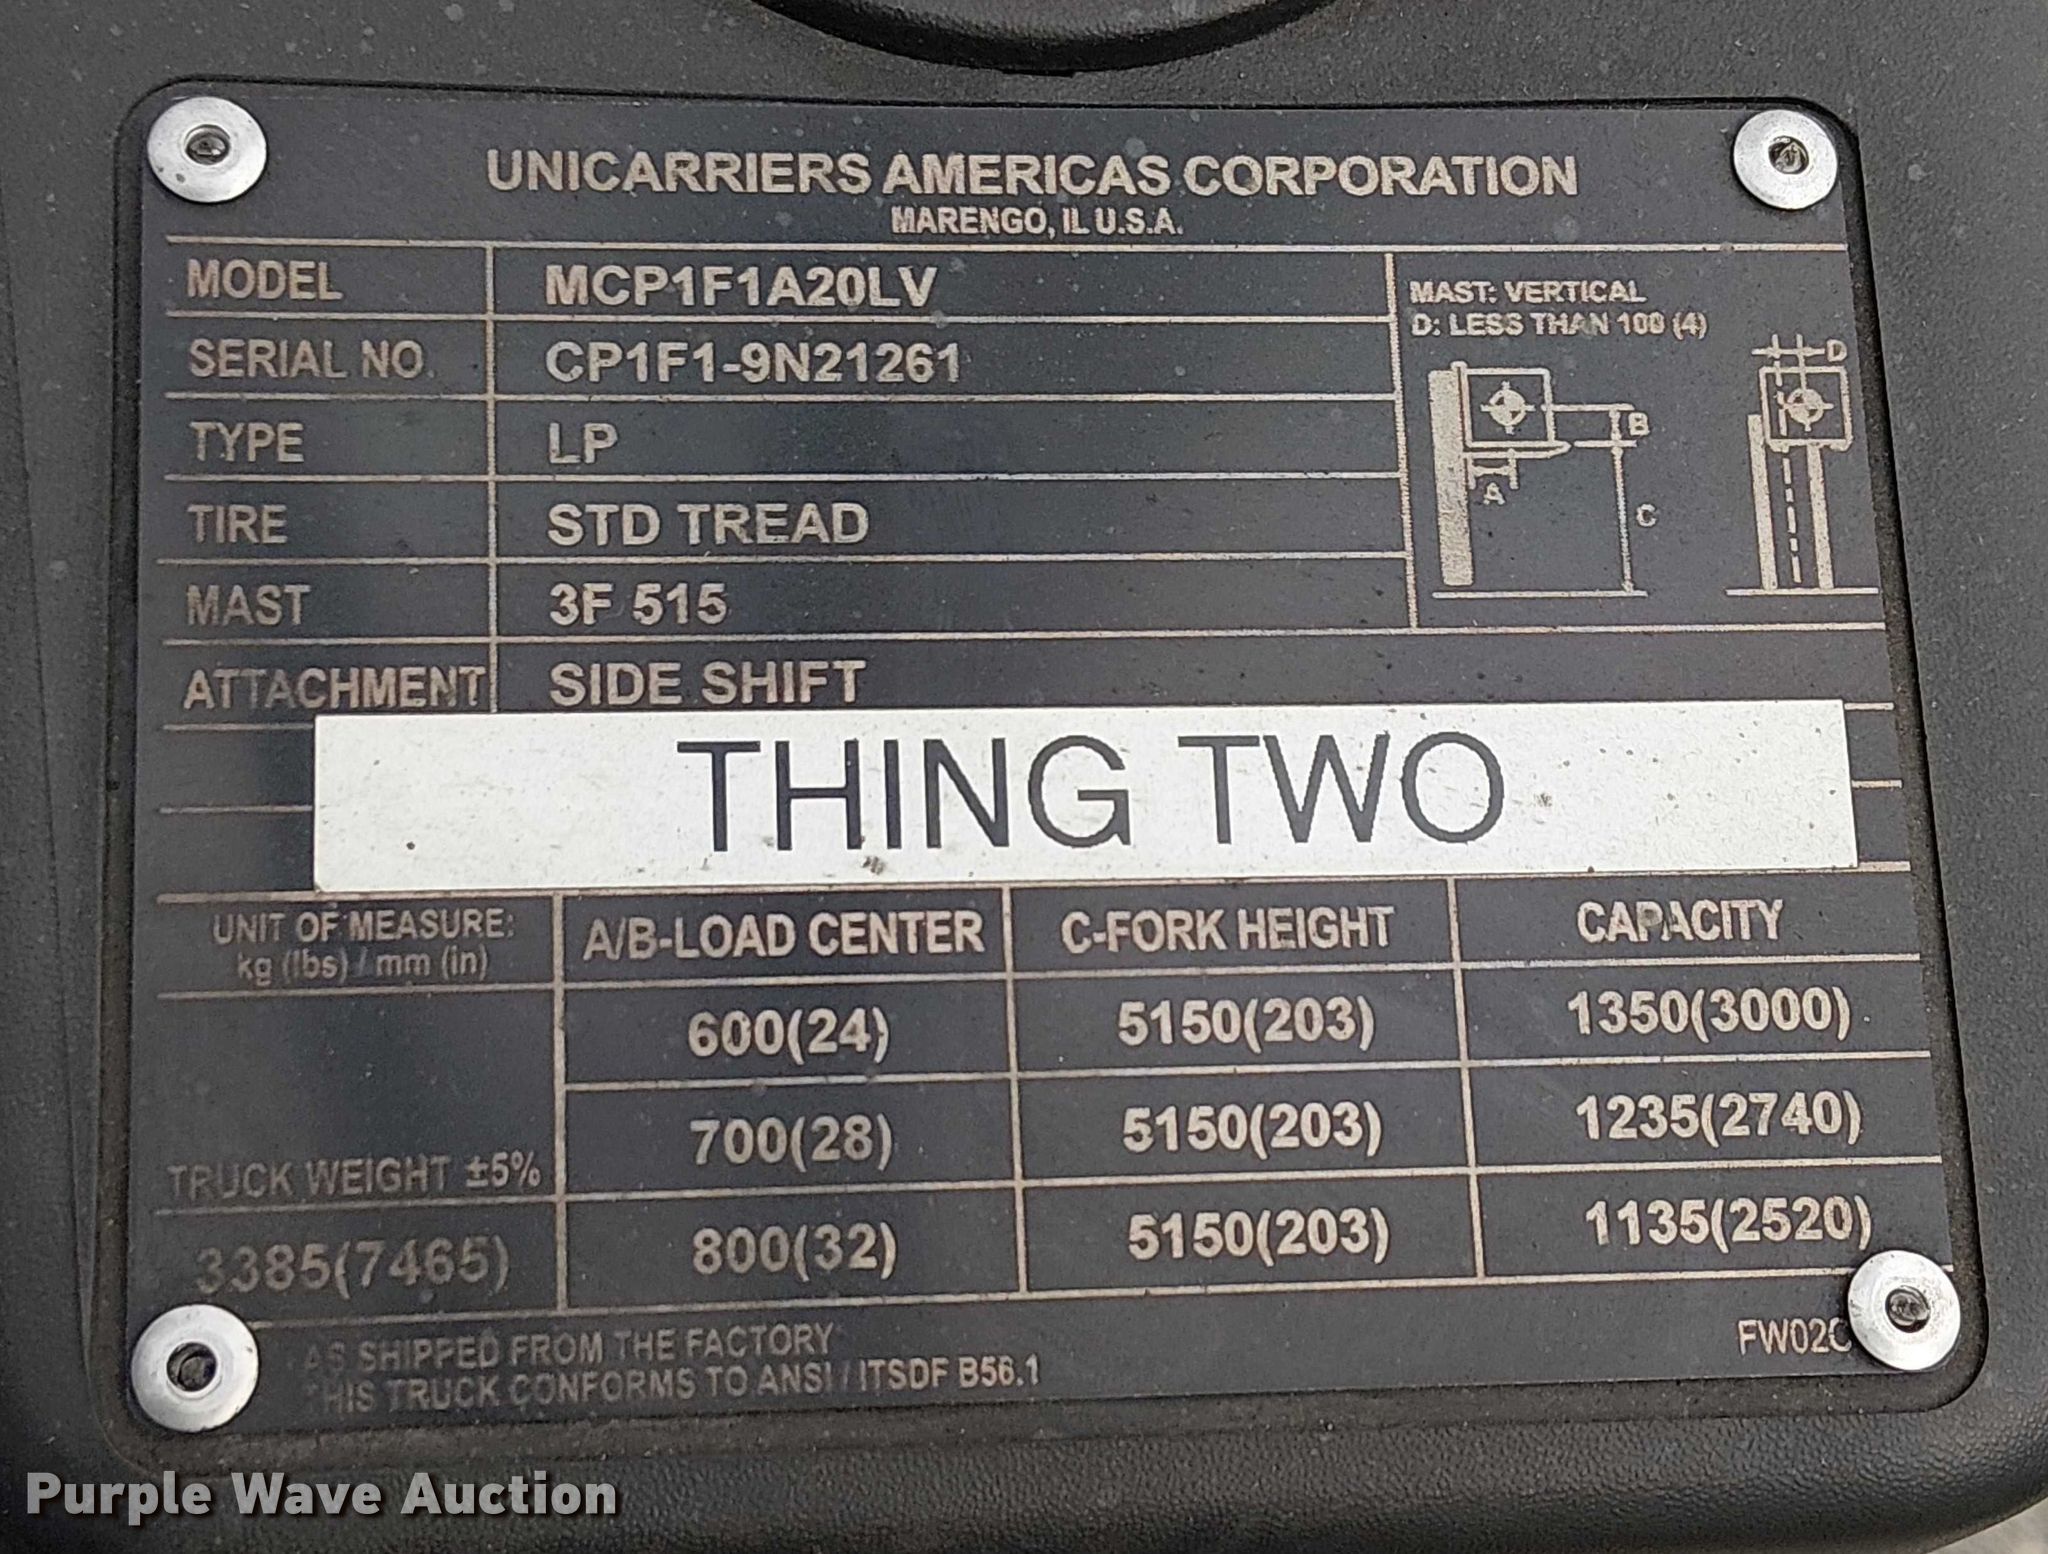 UNICARRIERS AMERICAS CORPORATION
MARENGO, IL U.S.A.
MODEL MCP1F1A20LV
SERIAL NO. CP1F1-9N21261
TYPE LP
TIRE STD TREAD
MAST 3F 515
ATTACHMENT SIDE SHIFT
MAST: VERTICAL
D: LESS THAN 100 (4)
D
B
A
C
THING TWO
UNIT OF MEASURE:
kg (lbs) / mm (in)
A/B-LOAD CENTER C-FORK HEIGHT CAPACITY
600(24) 5150(203) 1350(3000)
700(28) 5150(203) 1235(2740)
TRUCK WEIGHT ±5%
3385(7465) 800(32) 5150(203) 1135(2520)
AS SHIPPED FROM THE FACTORY
THIS TRUCK CONFORMS TO ANSI / ITSDF B56.1
FW02C
Purple Wave Auction